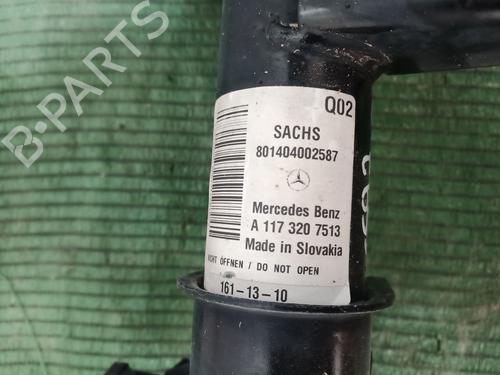 Q02
SACHS
801404002587
Mercedes Benz
A 117 320 7513
Made in Slovakia
NICHT ÖFFNEN / DO NOT OPEN
161-13-10
B-PARTS